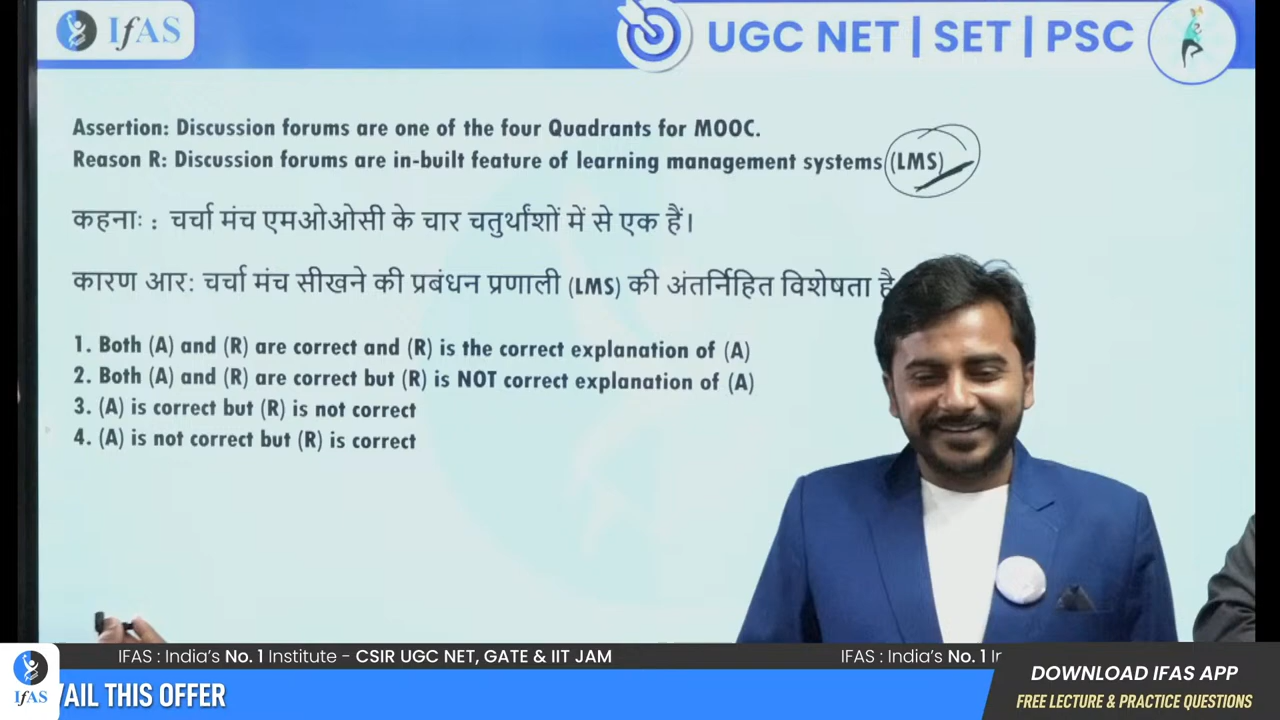 IfAS
UGC NET | SET | PSC
Assertion: Discussion forums are one of the four Quadrants for MOOC.
Reason R: Discussion forums are in-built feature of learning management systems (LMS)
कहनाः : चर्चा मंच एमओओसी के चार चतुर्थांशों में से एक हैं।
कारण आर: चर्चा मंच सीखने की प्रबंधन प्रणाली (LMS) की अंतर्निहित विशेषता है
1. Both (A) and (R) are correct and (R) is the correct explanation of (A)
2. Both (A) and (R) are correct but (R) is NOT correct explanation of (A)
3. (A) is correct but (R) is not correct
4. (A) is not correct but (R) is correct
IFAS : India's No. 1 Institute - CSIR UGC NET, GATE & IIT JAM
IFAS : India's No. 1 Ir
DOWNLOAD IFAS APP
FREE LECTURE & PRACTICE QUESTIONS
IfAS
VAIL THIS OFFER